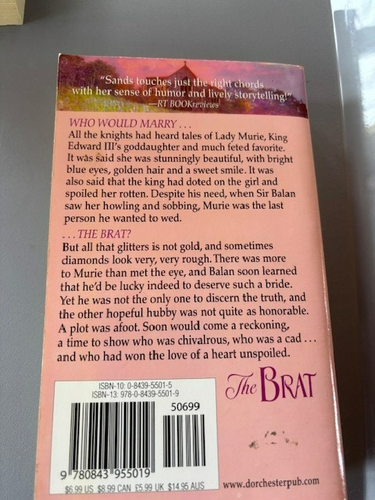 “Sands touches just the right chords
with her sense of humor and lively storytelling!”
—RT BOOKreviews
WHO WOULD MARRY . . .
All the knights had heard tales of Lady Murie, King
Edward III’s goddaughter and much feted favorite.
It was said she was stunningly beautiful, with bright
blue eyes, golden hair and a sweet smile. It was
also said that the king had doted on the girl and
spoiled her rotten. Despite his need, when Sir Balan
saw her howling and sobbing, Murie was the last
person he wanted to wed.
. . . THE BRAT?
But all that glitters is not gold, and sometimes
diamonds look very, very rough. There was more
to Murie than met the eye, and Balan soon learned
that he’d be lucky indeed to deserve such a bride.
Yet he was not the only one to discern the truth, and
the other hopeful hubby was not quite as honorable.
A plot was afoot. Soon would come a reckoning,
a time to show who was chivalrous, who was a cad . . .
and who had won the love of a heart unspoiled.
The BRAT
ISBN-10: 0-8439-5501-5
ISBN-13: 978-0-8439-5501-9
50699
9 780843 955019
$6.99 US $8.99 CAN £5.99 UK $14.95 AUS
www.dorchesterpub.com